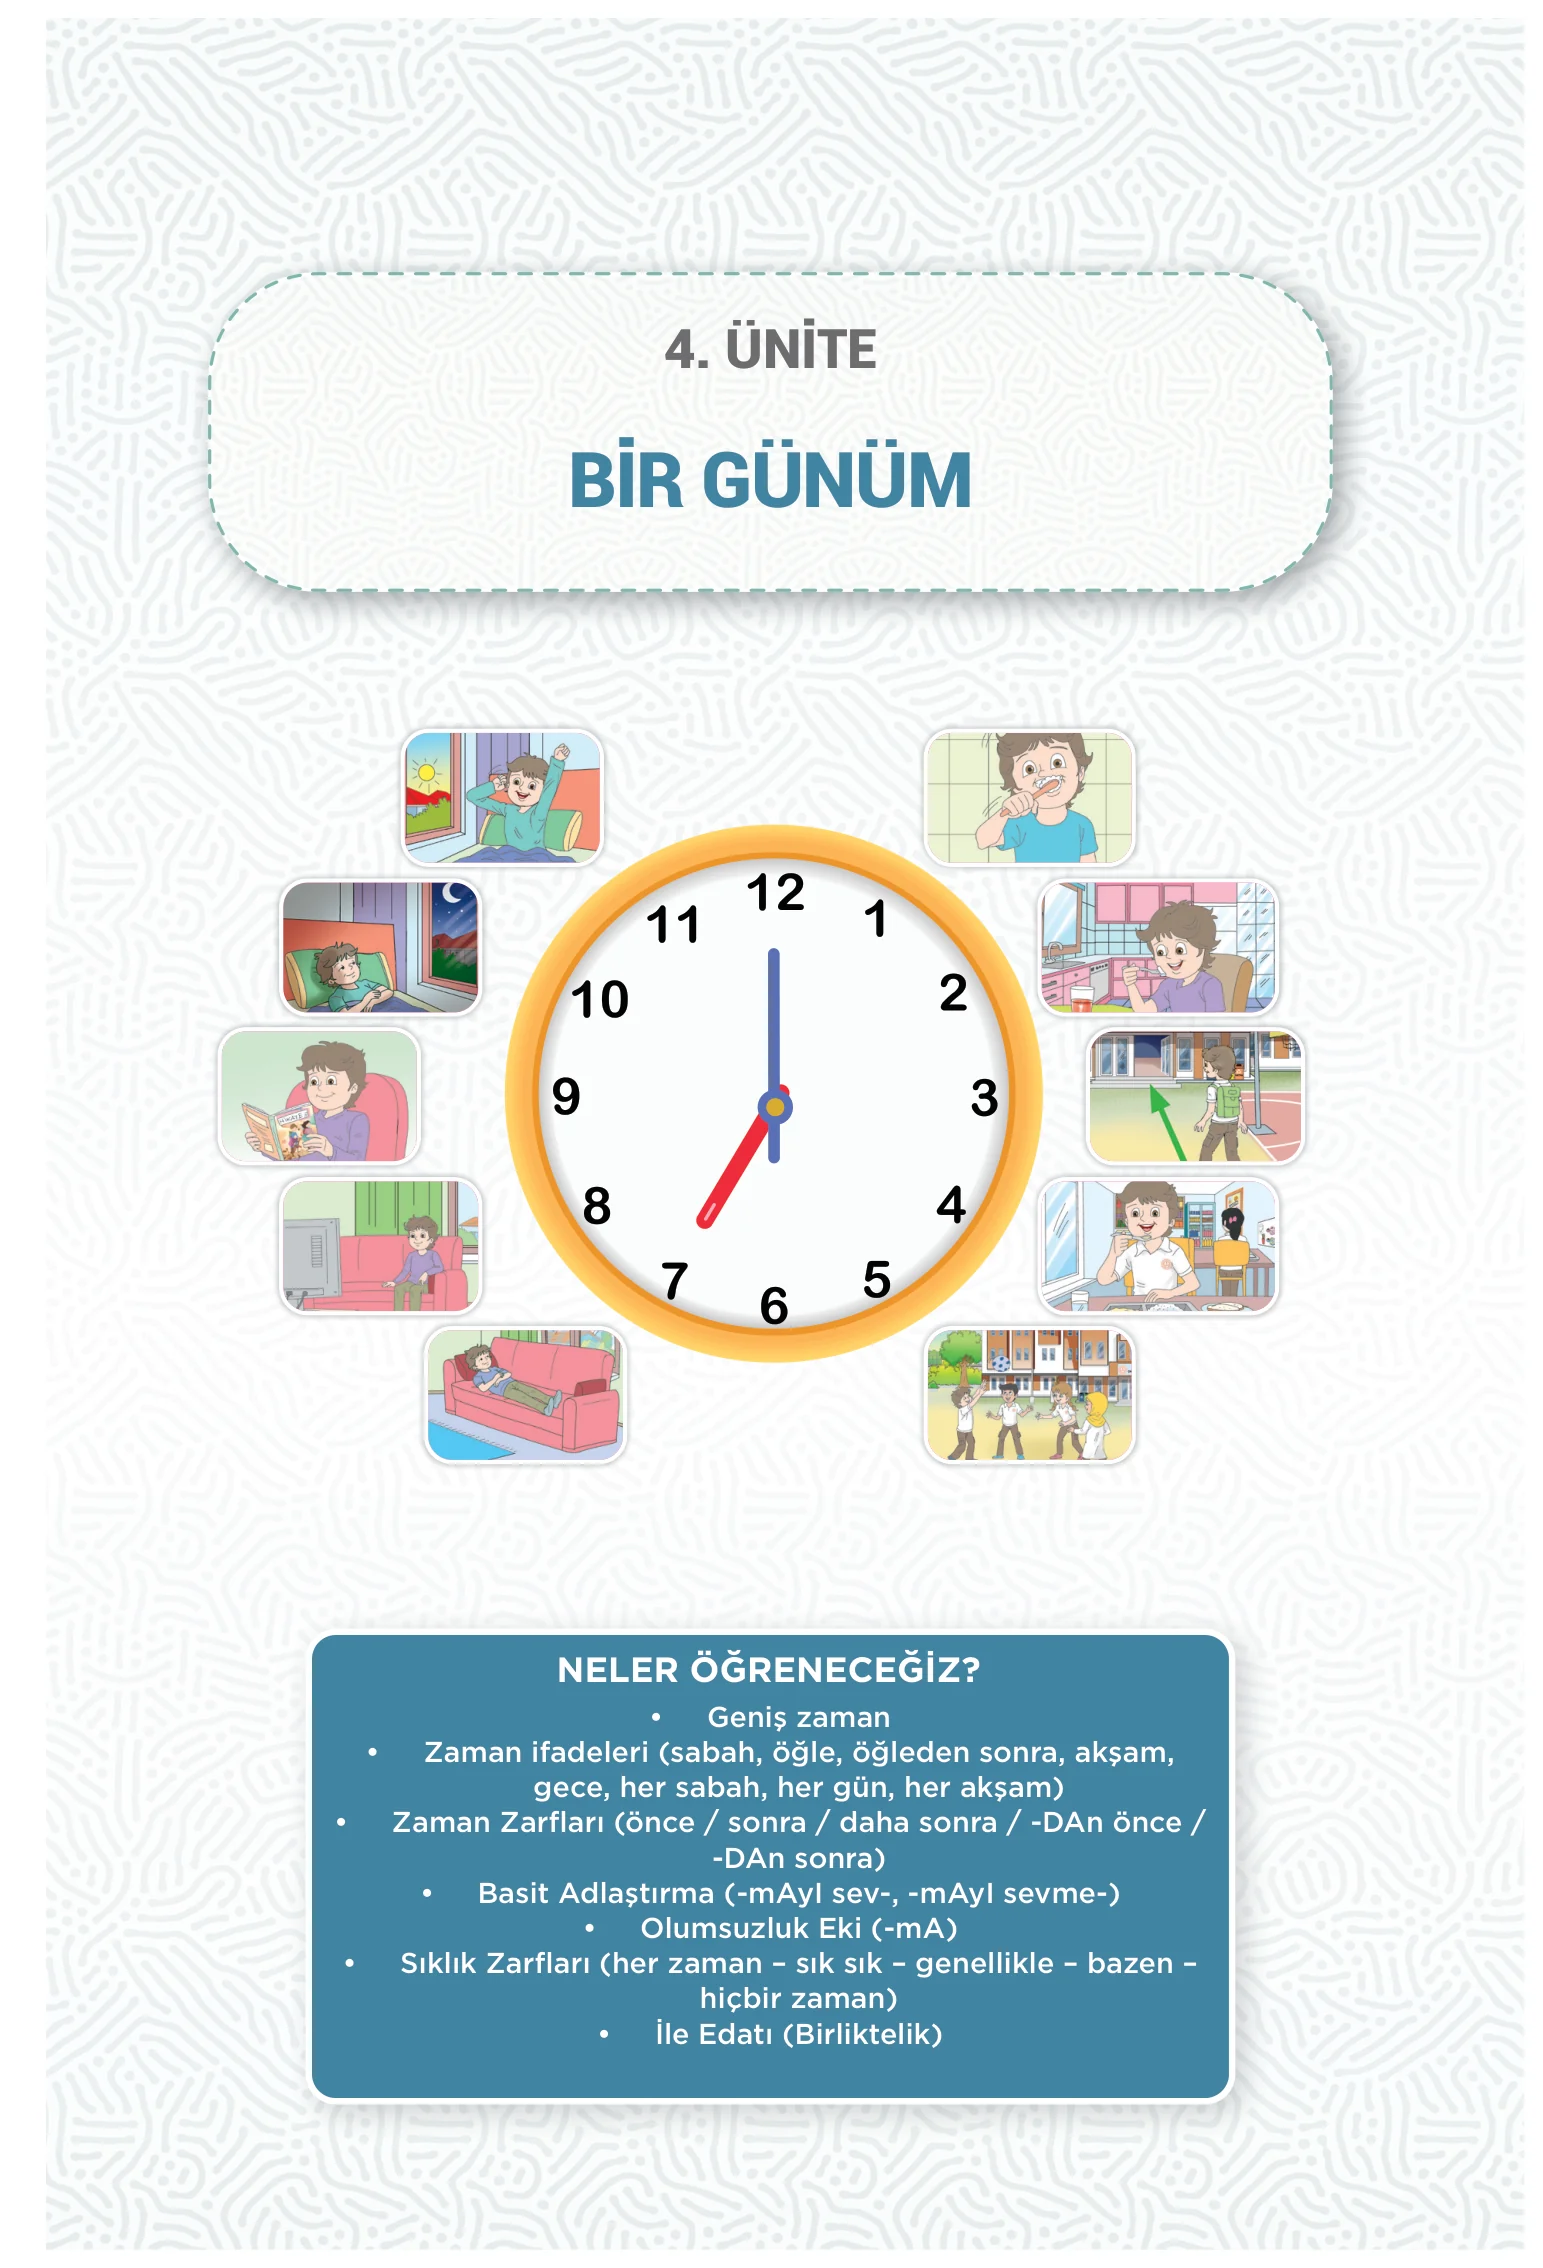 4. ÜNİTE
BİR GÜNÜM
12
11
1
10
2
9
3
8
4
7
5
6
NELER ÖĞRENECEĞİZ?
• Geniş zaman
• Zaman ifadeleri (sabah, öğle, öğleden sonra, akşam,
gece, her sabah, her gün, her akşam)
• Zaman Zarfları (önce / sonra / daha sonra / -DAn önce /
-DAn sonra)
• Basit Adlaştırma (-mAyI sev-, -mAyI sevme-)
• Olumsuzluk Eki (-mA)
• Sıklık Zarfları (her zaman – sık sık – genellikle – bazen –
hiçbir zaman)
• İle Edatı (Birliktelik)